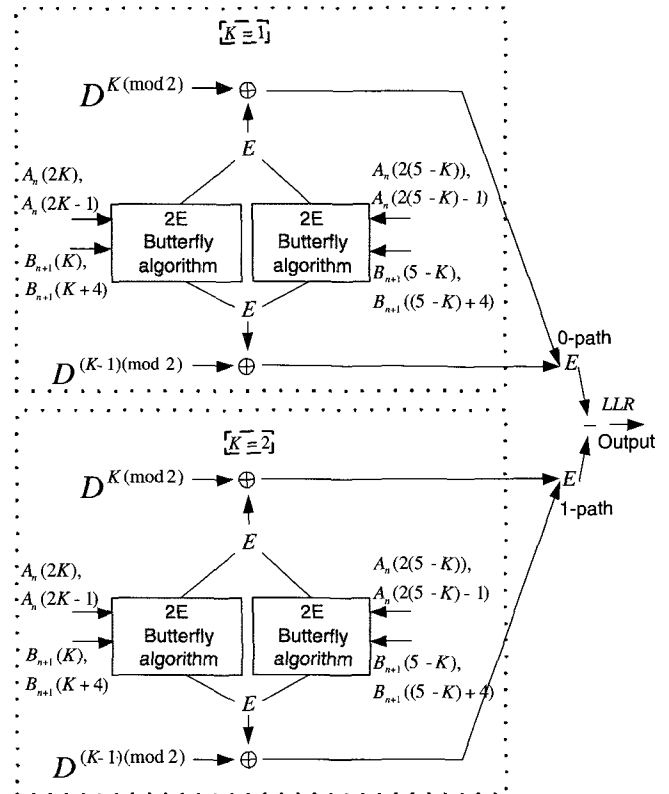 K = 1
D^{K (mod 2)} ⊕
E
A_n(2K),
A_n(2K-1)
2E
Butterfly
algorithm
B_{n+1}(K),
B_{n+1}(K+4)
2E
Butterfly
algorithm
A_n(2(5-K)),
A_n(2(5-K)-1)
B_{n+1}(5-K),
B_{n+1}((5-K)+4)
E
D^{(K-1)(mod 2)} ⊕
0-path
E
LLR
–
Output
E
1-path
K = 2
D^{K (mod 2)} ⊕
E
A_n(2K),
A_n(2K-1)
2E
Butterfly
algorithm
B_{n+1}(K),
B_{n+1}(K+4)
2E
Butterfly
algorithm
A_n(2(5-K)),
A_n(2(5-K)-1)
B_{n+1}(5-K),
B_{n+1}((5-K)+4)
E
D^{(K-1)(mod 2)} ⊕